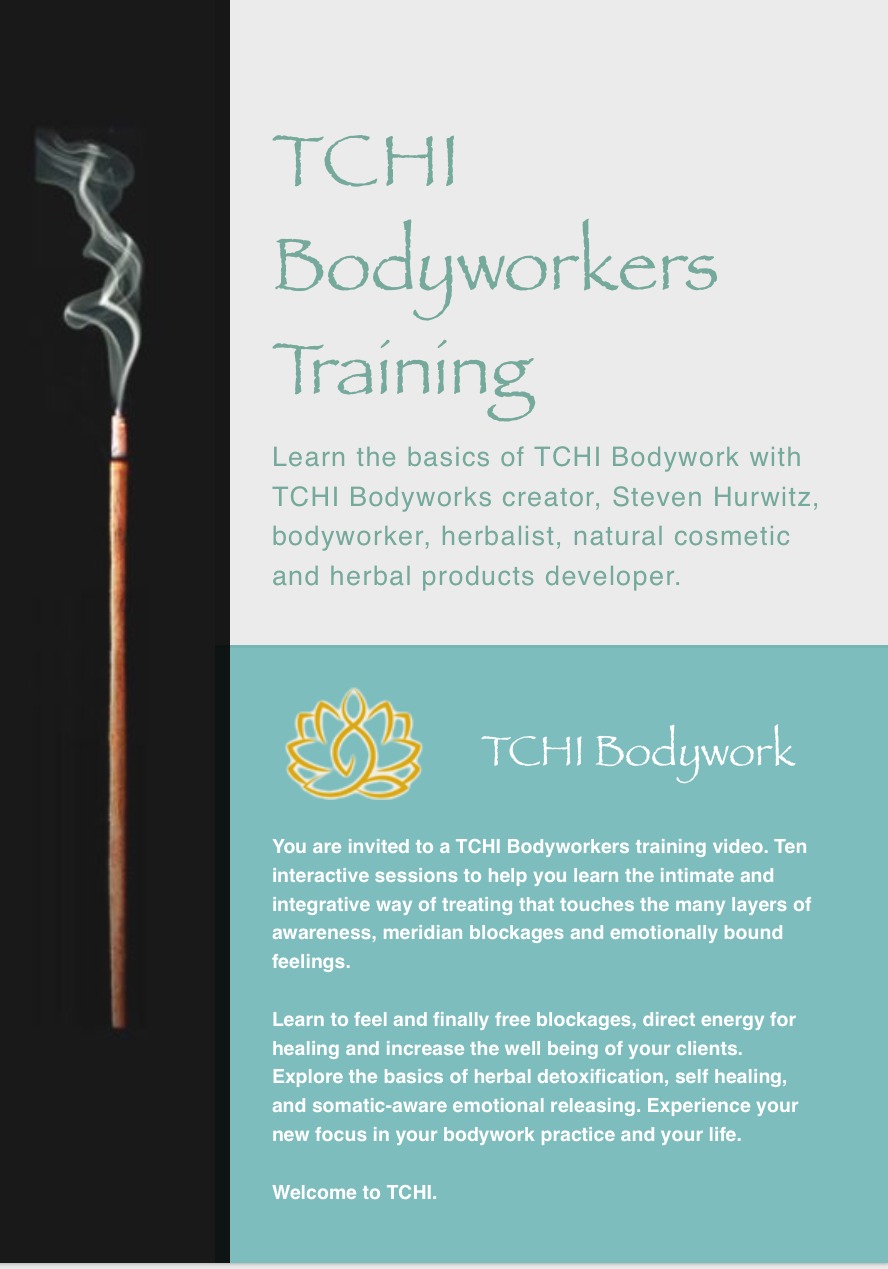 TCHI
Bodyworkers
Training
Learn the basics of TCHI Bodywork with
TCHI Bodyworks creator, Steven Hurwitz,
bodyworker, herbalist, natural cosmetic
and herbal products developer.
TCHI Bodywork
You are invited to a TCHI Bodyworkers training video. Ten
interactive sessions to help you learn the intimate and
integrative way of treating that touches the many layers of
awareness, meridian blockages and emotionally bound
feelings.
Learn to feel and finally free blockages, direct energy for
healing and increase the well being of your clients.
Explore the basics of herbal detoxification, self healing,
and somatic-aware emotional releasing. Experience your
new focus in your bodywork practice and your life.
Welcome to TCHI.